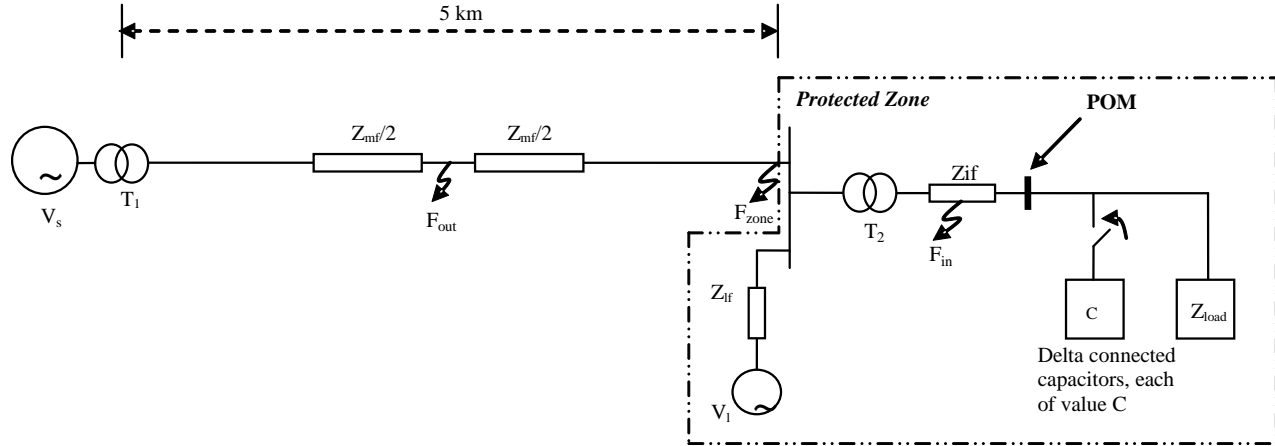 5 km
Protected Zone
POM
Zmf/2
Zmf/2
Zif
Vs
T1
Fout
Fzone
T2
Fin
Zlf
C
Zload
Delta connected
capacitors, each
of value C
Vl